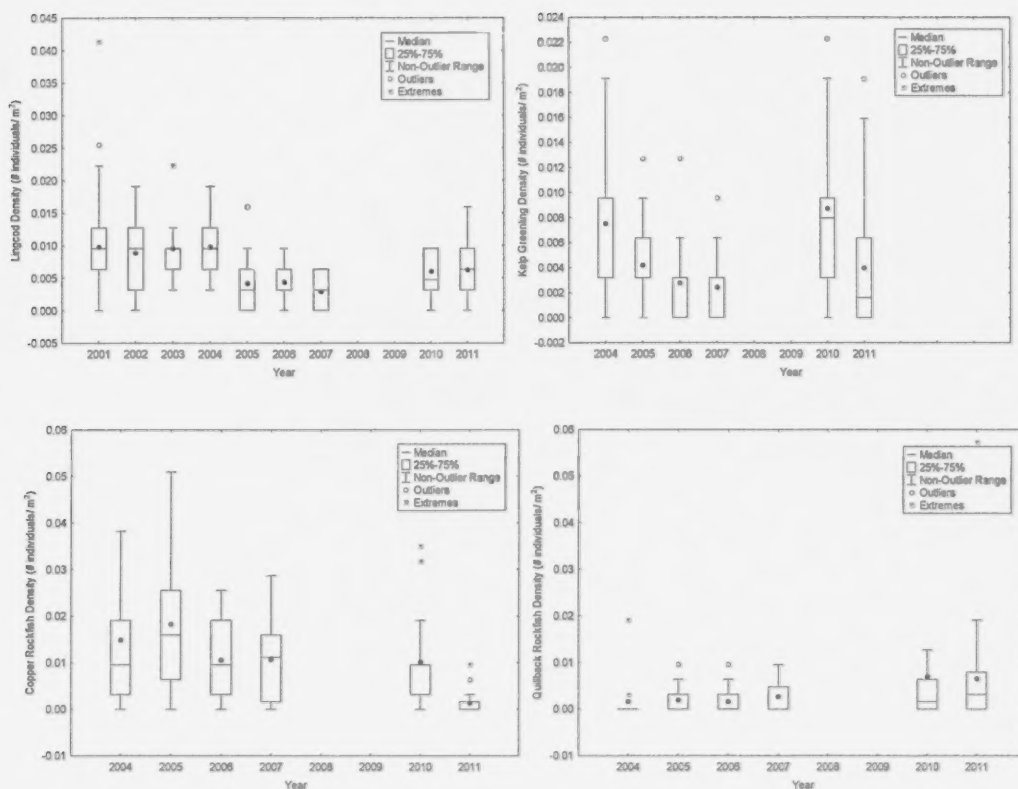 0.045
0.040
0.035
0.030
0.025
0.020
0.015
0.010
0.005
0.000
-0.005
Lingcod Density (# individuals/ m²)
2001 2002 2003 2004 2005 2006 2007 2008 2009 2010 2011
Year
Median
25%-75%
Non-Outlier Range
Outliers
Extremes
0.024
0.022
0.020
0.018
0.016
0.014
0.012
0.010
0.008
0.006
0.004
0.002
0.000
-0.002
Kelp Greenling Density (# individuals/ m²)
2004 2005 2006 2007 2008 2009 2010 2011
Year
Median
25%-75%
Non-Outlier Range
Outliers
Extremes
0.06
0.05
0.04
0.03
0.02
0.01
0.00
-0.01
Copper Rockfish Density (# individuals/ m²)
2004 2005 2006 2007 2008 2009 2010 2011
Year
Median
25%-75%
Non-Outlier Range
Outliers
Extremes
0.06
0.05
0.04
0.03
0.02
0.01
0.00
-0.01
Quillback Rockfish Density (# individuals/ m²)
2004 2005 2006 2007 2008 2009 2010 2011
Year
Median
25%-75%
Non-Outlier Range
Outliers
Extremes